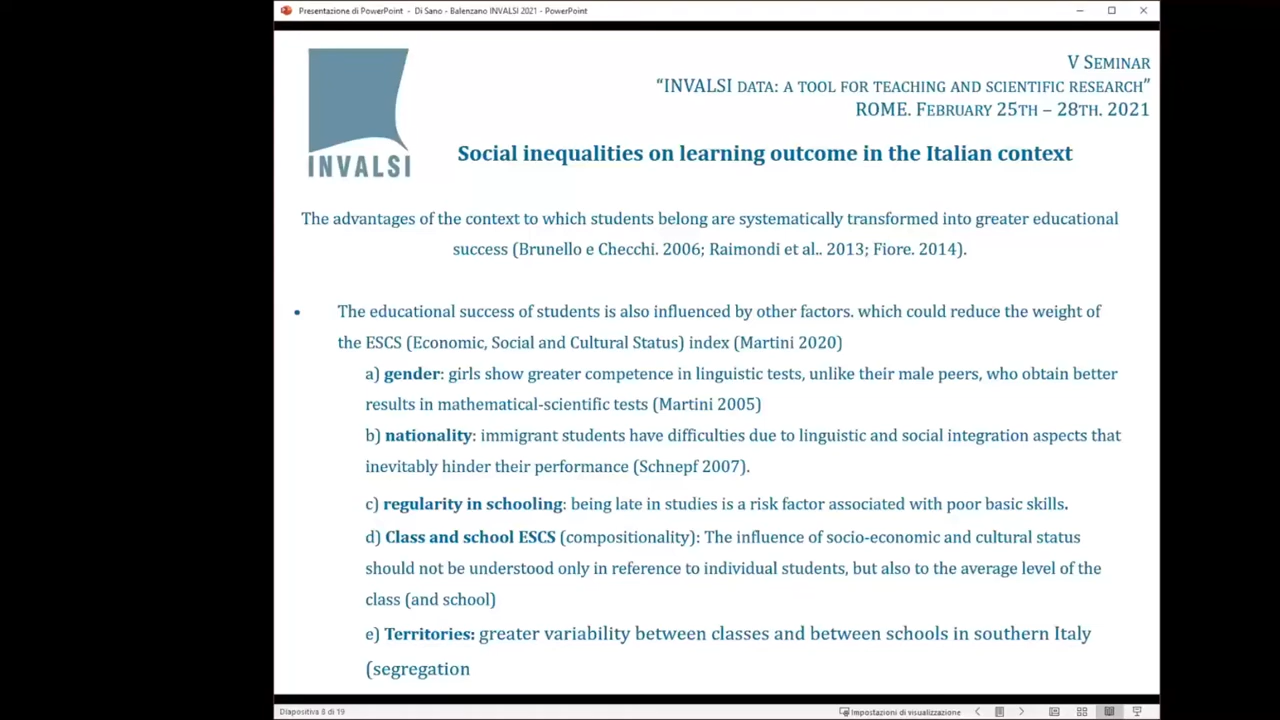 Presentazione di PowerPoint - Di Sano - Balenzano INVALSI 2021 - PowerPoint
INVALSI
V SEMINAR
“INVALSI DATA: A TOOL FOR TEACHING AND SCIENTIFIC RESEARCH”
ROME. FEBRUARY 25TH – 28TH. 2021
Social inequalities on learning outcome in the Italian context
The advantages of the context to which students belong are systematically transformed into greater educational
success (Brunello e Checchi. 2006; Raimondi et al.. 2013; Fiore. 2014).
• The educational success of students is also influenced by other factors. which could reduce the weight of
the ESCS (Economic, Social and Cultural Status) index (Martini 2020)
a) gender: girls show greater competence in linguistic tests, unlike their male peers, who obtain better
results in mathematical-scientific tests (Martini 2005)
b) nationality: immigrant students have difficulties due to linguistic and social integration aspects that
inevitably hinder their performance (Schnepf 2007).
c) regularity in schooling: being late in studies is a risk factor associated with poor basic skills.
d) Class and school ESCS (compositionality): The influence of socio-economic and cultural status
should not be understood only in reference to individual students, but also to the average level of the
class (and school)
e) Territories: greater variability between classes and between schools in southern Italy
(segregation
Diapositiva 8 di 19
Impostazioni di visualizzazione